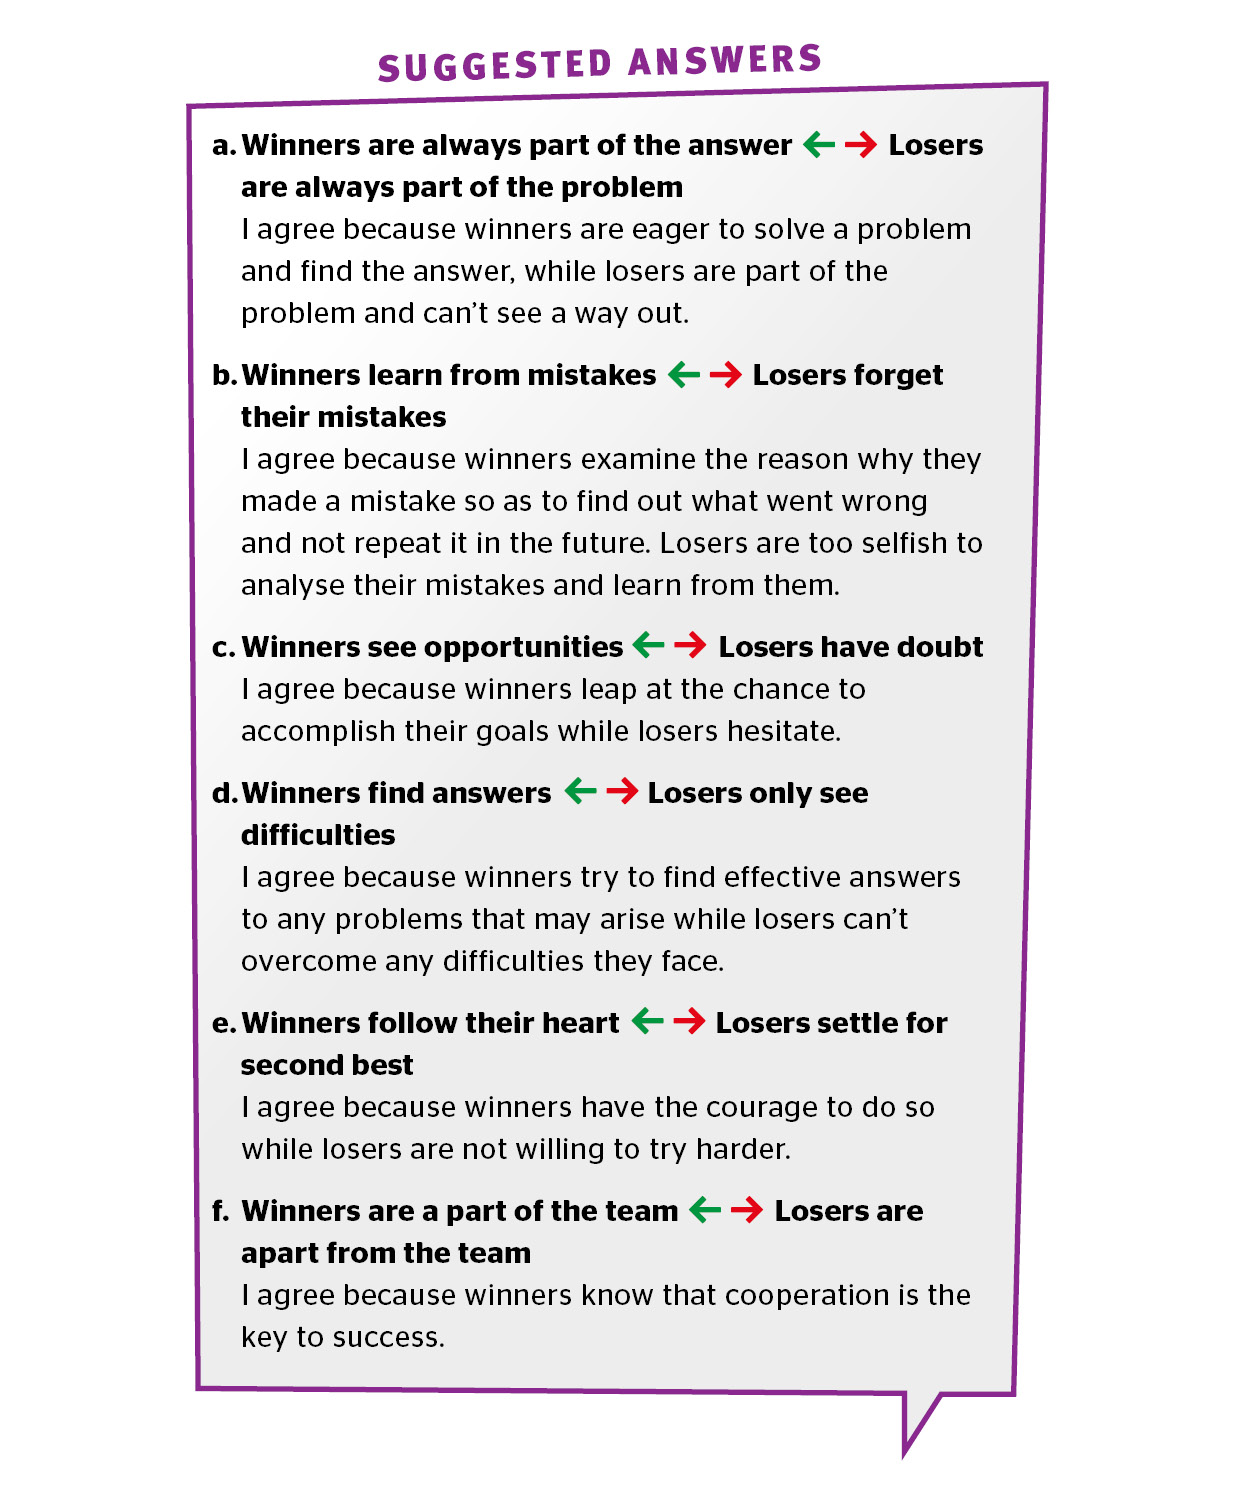 SUGGESTED ANSWERS
a. Winners are always part of the answer ← → Losers
are always part of the problem
I agree because winners are eager to solve a problem
and find the answer, while losers are part of the
problem and can’t see a way out.
b. Winners learn from mistakes ← → Losers forget
their mistakes
I agree because winners examine the reason why they
made a mistake so as to find out what went wrong
and not repeat it in the future. Losers are too selfish to
analyse their mistakes and learn from them.
c. Winners see opportunities ← → Losers have doubt
I agree because winners leap at the chance to
accomplish their goals while losers hesitate.
d. Winners find answers ← → Losers only see
difficulties
I agree because winners try to find effective answers
to any problems that may arise while losers can’t
overcome any difficulties they face.
e. Winners follow their heart ← → Losers settle for
second best
I agree because winners have the courage to do so
while losers are not willing to try harder.
f. Winners are a part of the team ← → Losers are
apart from the team
I agree because winners know that cooperation is the
key to success.